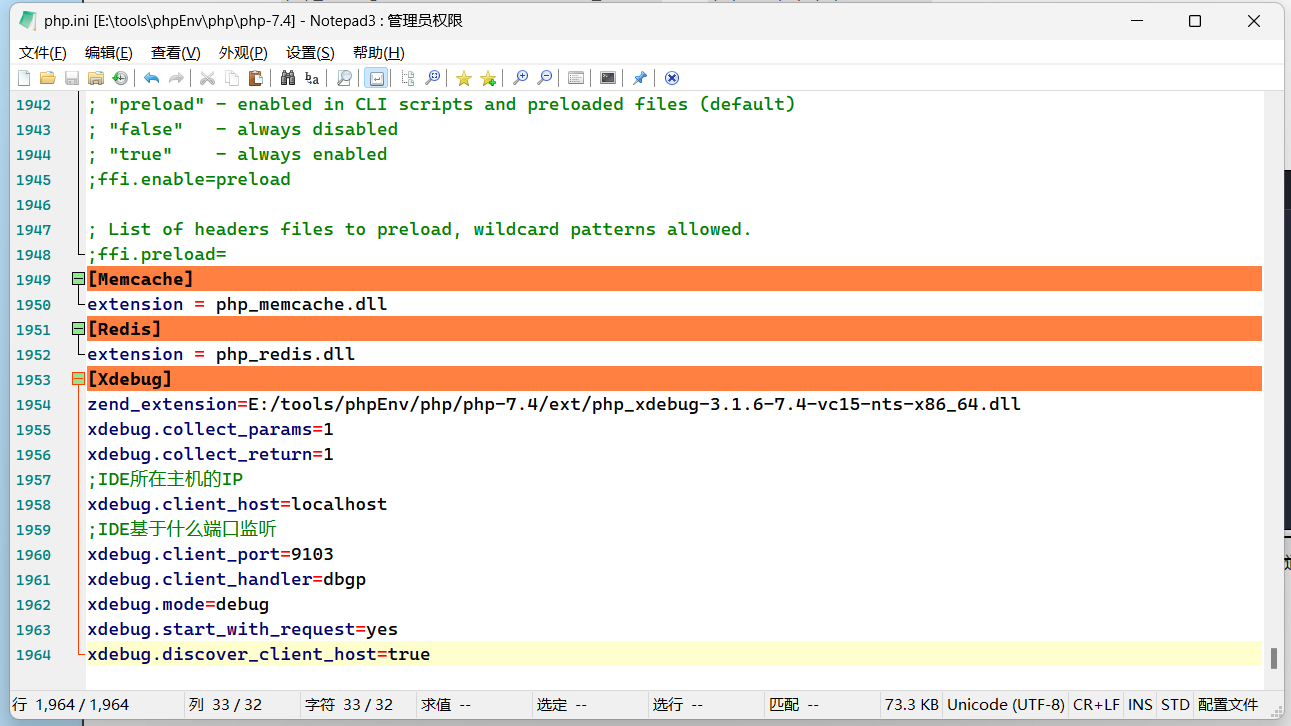 php.ini [E:\tools\phpEnv\php\php-7.4] - Notepad3 : 管理员权限
文件(F) 编辑(E) 查看(V) 外观(P) 设置(S) 帮助(H)
1942 ; "preload" - enabled in CLI scripts and preloaded files (default)
1943 ; "false"   - always disabled
1944 ; "true"    - always enabled
1945 ;ffi.enable=preload
1946
1947 ; List of headers files to preload, wildcard patterns allowed.
1948 ;ffi.preload=
1949 [Memcache]
1950 extension = php_memcache.dll
1951 [Redis]
1952 extension = php_redis.dll
1953 [Xdebug]
1954 zend_extension=E:/tools/phpEnv/php/php-7.4/ext/php_xdebug-3.1.6-7.4-vc15-nts-x86_64.dll
1955 xdebug.collect_params=1
1956 xdebug.collect_return=1
1957 ;IDE所在主机的IP
1958 xdebug.client_host=localhost
1959 ;IDE基于什么端口监听
1960 xdebug.client_port=9103
1961 xdebug.client_handler=dbgp
1962 xdebug.mode=debug
1963 xdebug.start_with_request=yes
1964 xdebug.discover_client_host=true
行 1,964 / 1,964 列 33 / 32 字符 33 / 32 求值 -- 选定 -- 选行 -- 匹配 -- 73.3 KB Unicode (UTF-8) CR+LF INS STD 配置文件